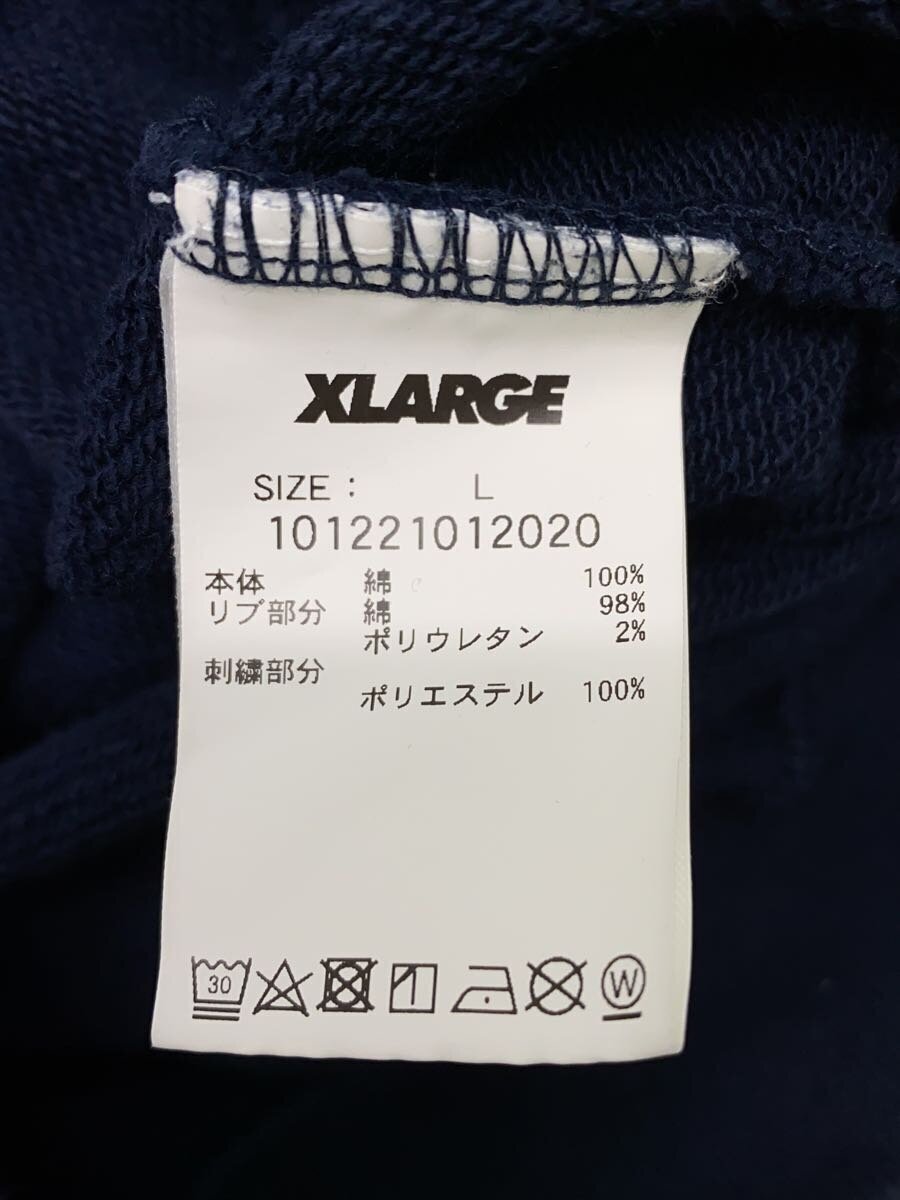 XLARGE
SIZE : L
101221012020
本体 綿 100%
リブ部分 綿 98%
ポリウレタン 2%
刺繍部分
ポリエステル 100%
30 W